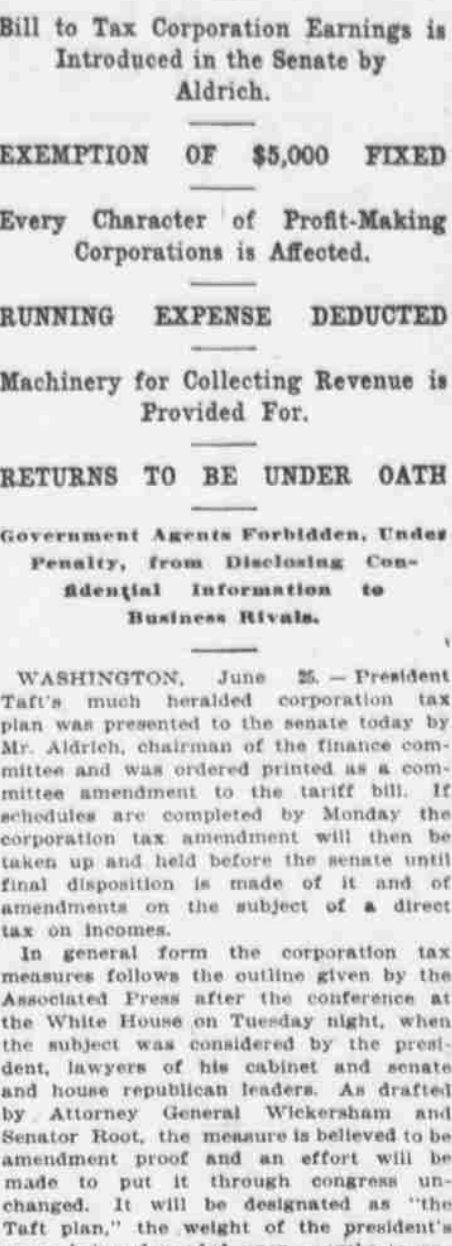 Bill to Tax Corporation Earnings is
Introduced in the Senate by
Aldrich.
EXEMPTION OF $5,000 FIXED
Every Character of Profit-Making
Corporations is Affected.
RUNNING EXPENSE DEDUCTED
Machinery for Collecting Revenue is
Provided For.
RETURNS TO BE UNDER OATH
Government Agents Forbidden, Under
Penalty, from Disclosing Con-
fidential Information to
Business Rivals.
WASHINGTON, June 25. — President
Taft's much heralded corporation tax
plan was presented to the senate today by
Mr. Aldrich, chairman of the finance com-
mittee and was ordered printed as a com-
mittee amendment to the tariff bill. If
schedules are completed by Monday the
corporation tax amendment will then be
taken up and held before the senate until
final disposition is made of it and of
amendments on the subject of a direct
tax on incomes.
In general form the corporation tax
measures follows the outline given by the
Associated Press after the conference at
the White House on Tuesday night, when
the subject was considered by the presi-
dent, lawyers of his cabinet and senate
and house republican leaders. As drafted
by Attorney General Wickersham and
Senator Root, the measure is believed to be
amendment proof and an effort will be
made to put it through congress un-
changed. It will be designated as "the
Taft plan," the weight of the president's